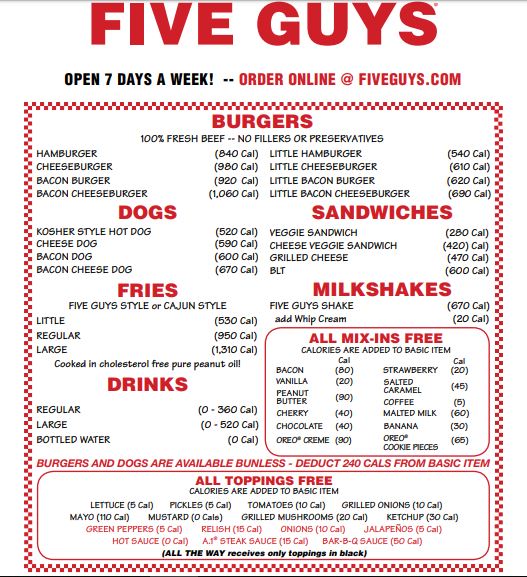 FIVE GUYS®
OPEN 7 DAYS A WEEK! -- ORDER ONLINE @ FIVEGUYS.COM
BURGERS
100% FRESH BEEF -- NO FILLERS OR PRESERVATIVES
HAMBURGER (840 Cal) LITTLE HAMBURGER (540 Cal)
CHEESEBURGER (980 Cal) LITTLE CHEESEBURGER (610 Cal)
BACON BURGER (920 Cal) LITTLE BACON BURGER (620 Cal)
BACON CHEESEBURGER (1,060 Cal) LITTLE BACON CHEESEBURGER (690 Cal)
DOGS
KOSHER STYLE HOT DOG (520 Cal)
CHEESE DOG (590 Cal)
BACON DOG (600 Cal)
BACON CHEESE DOG (670 Cal)
SANDWICHES
VEGGIE SANDWICH (280 Cal)
CHEESE VEGGIE SANDWICH (420 Cal)
GRILLED CHEESE (470 Cal)
BLT (600 Cal)
FRIES
FIVE GUYS STYLE or CAJUN STYLE
LITTLE (530 Cal)
REGULAR (950 Cal)
LARGE (1,310 Cal)
Cooked in cholesterol free pure peanut oil!
DRINKS
REGULAR (0 - 360 Cal)
LARGE (0 - 520 Cal)
BOTTLED WATER (0 Cal)
MILKSHAKES
FIVE GUYS SHAKE (670 Cal)
add Whip Cream (20 Cal)
ALL MIX-INS FREE
CALORIES ARE ADDED TO BASIC ITEM
Cal Cal
BACON (80) STRAWBERRY (20)
VANILLA (20) SALTED
CARAMEL (45)
PEANUT
BUTTER (90) COFFEE (5)
CHERRY (40) MALTED MILK (60)
CHOCOLATE (40) BANANA (30)
OREO® CREME (90) OREO®
COOKIE PIECES (65)
BURGERS AND DOGS ARE AVAILABLE BUNLESS - DEDUCT 240 CALS FROM BASIC ITEM
ALL TOPPINGS FREE
CALORIES ARE ADDED TO BASIC ITEM
LETTUCE (5 Cal) PICKLES (5 Cal) TOMATOES (10 Cal) GRILLED ONIONS (10 Cal)
MAYO (110 Cal) MUSTARD (0 Cal) GRILLED MUSHROOMS (20 Cal) KETCHUP (30 Cal)
GREEN PEPPERS (5 Cal) RELISH (15 Cal) ONIONS (10 Cal) JALAPEÑOS (5 Cal)
HOT SAUCE (0 Cal) A.1® STEAK SAUCE (15 Cal) BAR-B-Q SAUCE (50 Cal)
(ALL THE WAY receives only toppings in black)